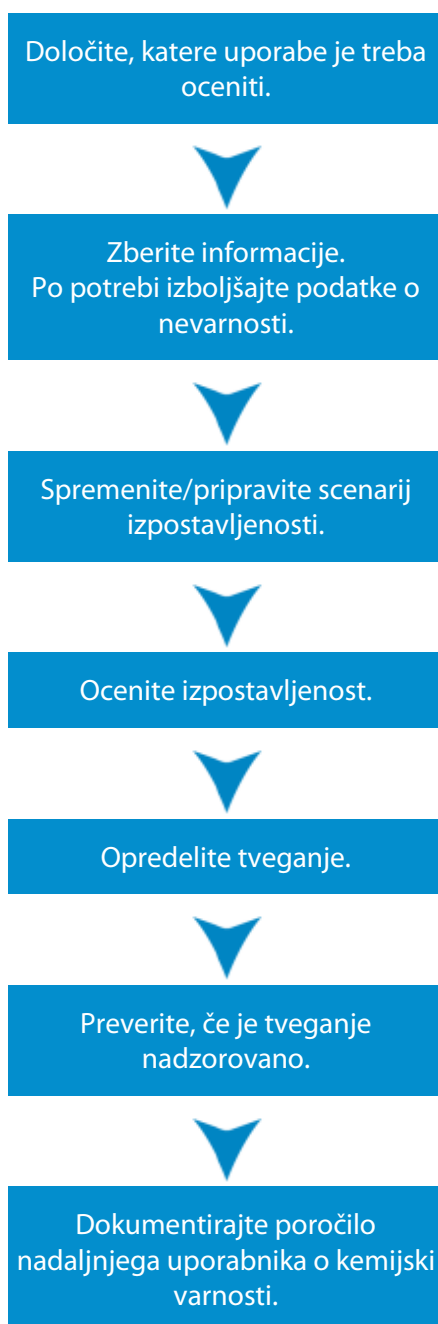 Določite, katere uporabe je treba
oceniti.
Zberite informacije.
Po potrebi izboljšajte podatke o
nevarnosti.
Spremenite/pripravite scenarij
izpostavljenosti.
Ocenite izpostavljenost.
Opredelite tveganje.
Preverite, če je tveganje
nadzorovano.
Dokumentirajte poročilo
nadaljnjega uporabnika o kemijski
varnosti.